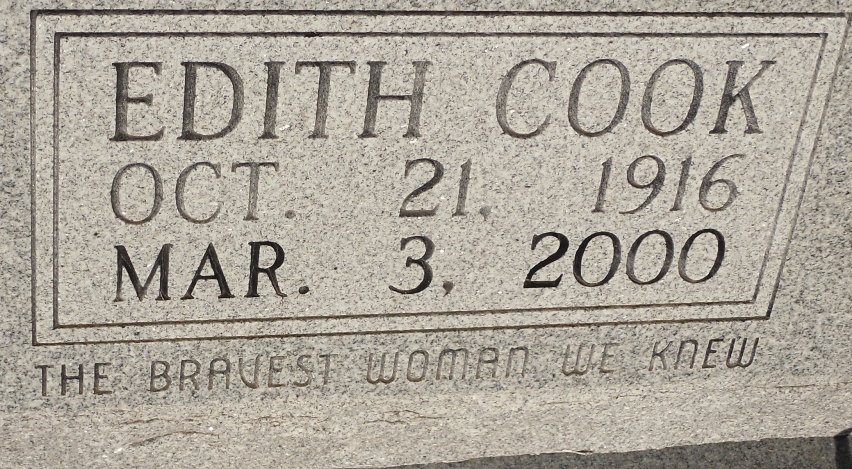 EDITH COOK
OCT. 21, 1916
MAR. 3, 2000
THE BRAVEST WOMAN WE KNEW